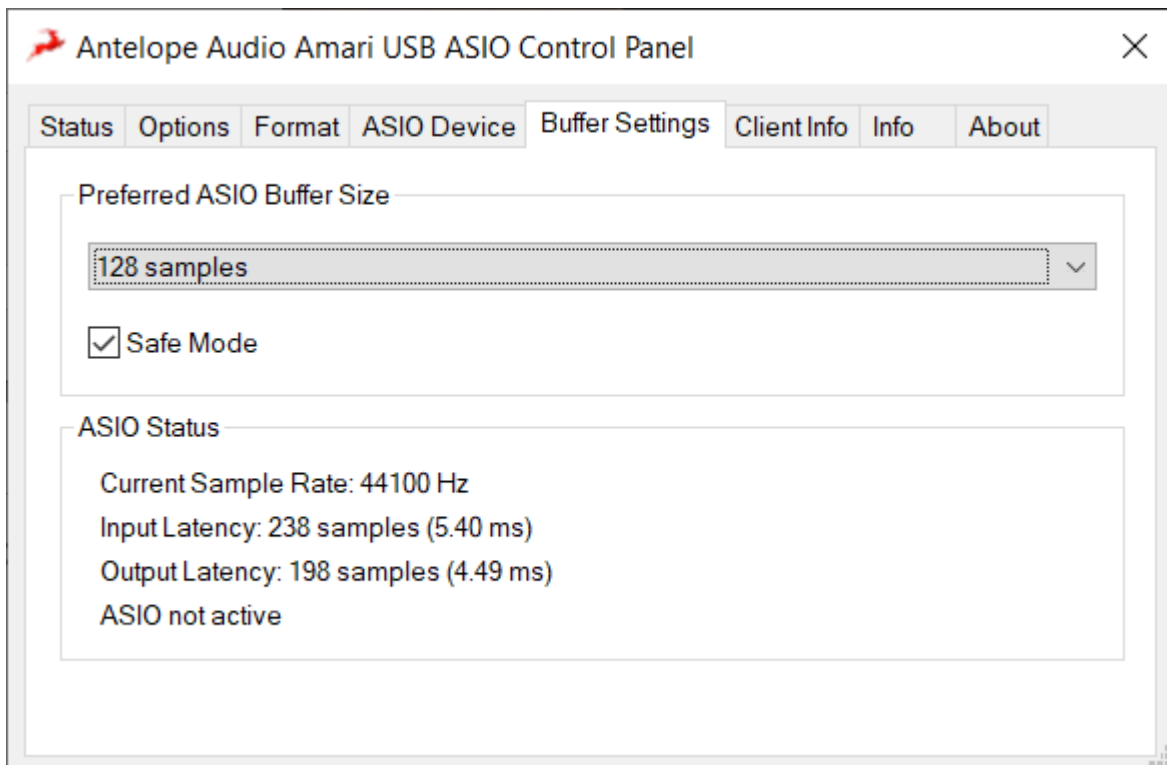 Antelope Audio Amari USB ASIO Control Panel
Status Options Format ASIO Device Buffer Settings Client Info Info About
Preferred ASIO Buffer Size
128 samples
Safe Mode
ASIO Status
Current Sample Rate: 44100 Hz
Input Latency: 238 samples (5.40 ms)
Output Latency: 198 samples (4.49 ms)
ASIO not active